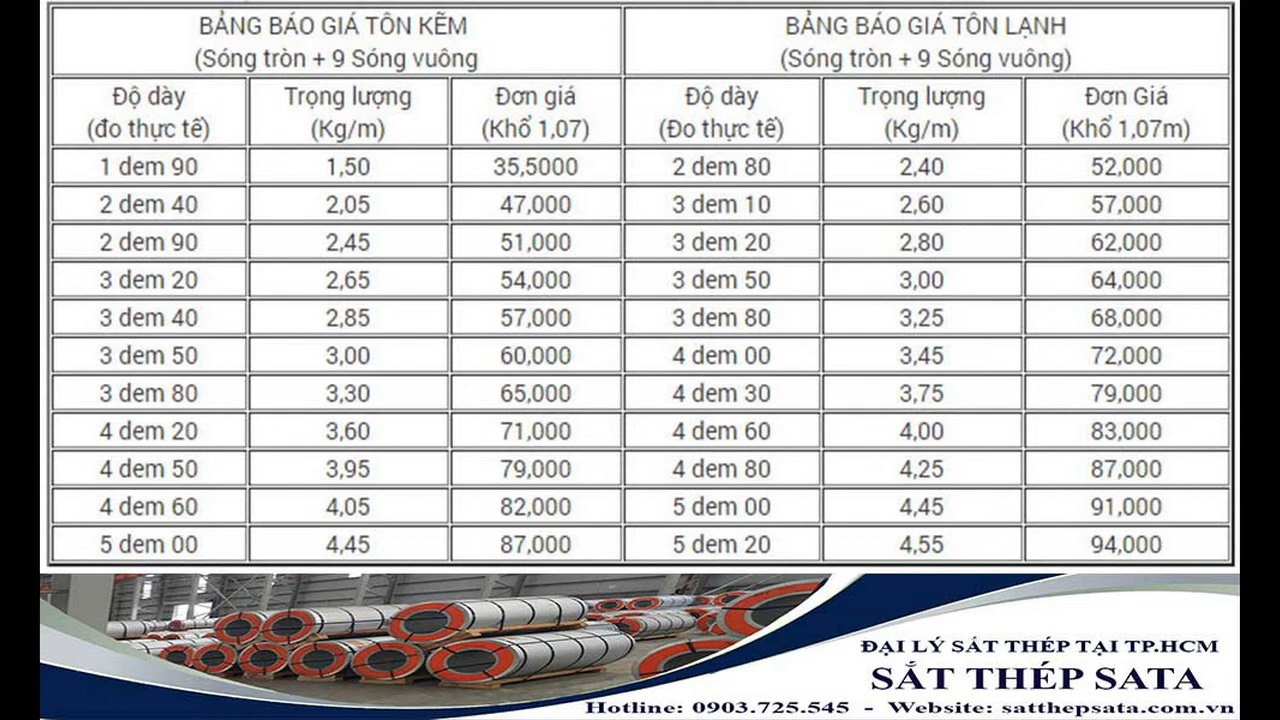 BẢNG BÁO GIÁ TÔN KẼM
(Sóng tròn + 9 Sóng vuông
BẢNG BÁO GIÁ TÔN LẠNH
(Sóng tròn + 9 Sóng vuông)
Độ dày (đo thực tế) Trọng lượng (Kg/m) Đơn giá (Khổ 1,07) Độ dày (Đo thực tế) Trọng lượng (Kg/m) Đơn Giá (Khổ 1,07m)
1 dem 90 1,50 35,5000 2 dem 80 2,40 52,000
2 dem 40 2,05 47,000 3 dem 10 2,60 57,000
2 dem 90 2,45 51,000 3 dem 20 2,80 62,000
3 dem 20 2,65 54,000 3 dem 50 3,00 64,000
3 dem 40 2,85 57,000 3 dem 80 3,25 68,000
3 dem 50 3,00 60,000 4 dem 00 3,45 72,000
3 dem 80 3,30 65,000 4 dem 30 3,75 79,000
4 dem 20 3,60 71,000 4 dem 60 4,00 83,000
4 dem 50 3,95 79,000 4 dem 80 4,25 87,000
4 dem 60 4,05 82,000 5 dem 00 4,45 91,000
5 dem 00 4,45 87,000 5 dem 20 4,55 94,000
ĐẠI LÝ SẮT THÉP TẠI TP.HCM
SẮT THÉP SATA
Hotline: 0903.725.545 - Website: satthepsata.com.vn